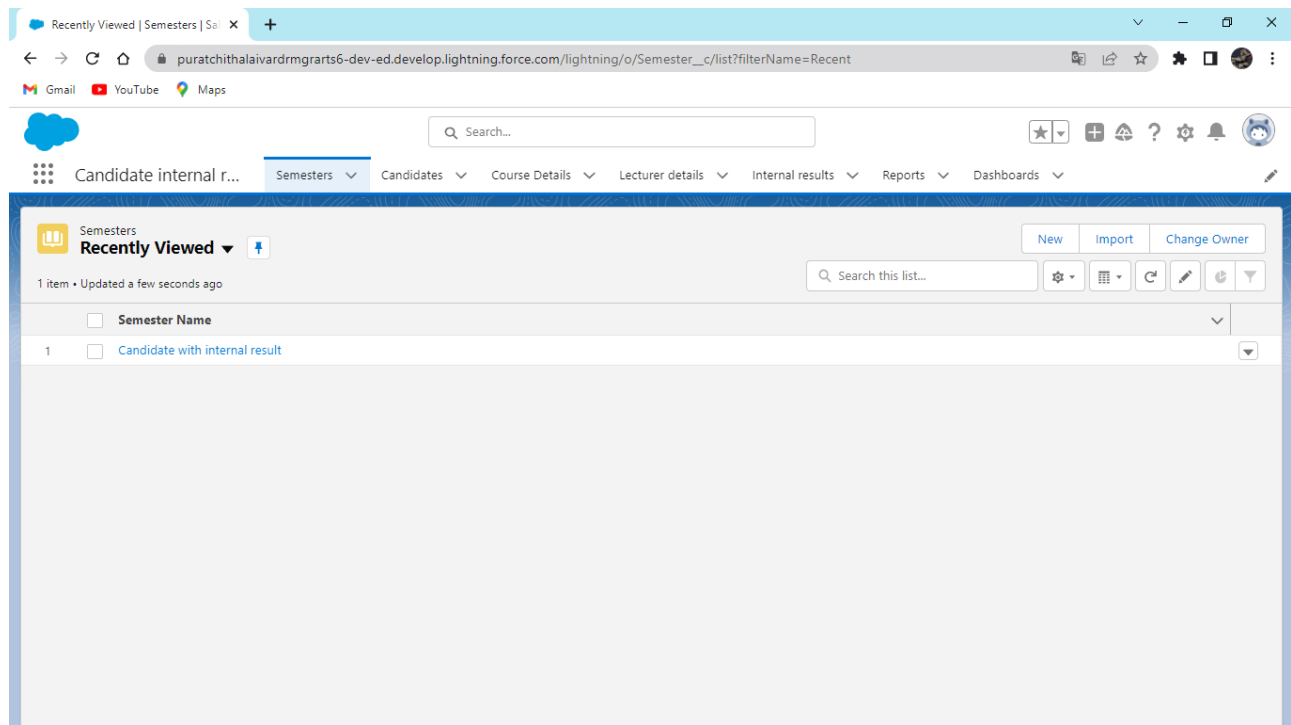 Recently Viewed | Semesters | Sal
puratchithalaivardrmgrarts6-dev-ed.develop.lightning.force.com/lightning/o/Semester__c/list?filterName=Recent
Gmail YouTube Maps
Search...
Candidate internal r... Semesters Candidates Course Details Lecturer details Internal results Reports Dashboards
Semesters
Recently Viewed
New Import Change Owner
1 item • Updated a few seconds ago
Search this list...
Semester Name
1 Candidate with internal result